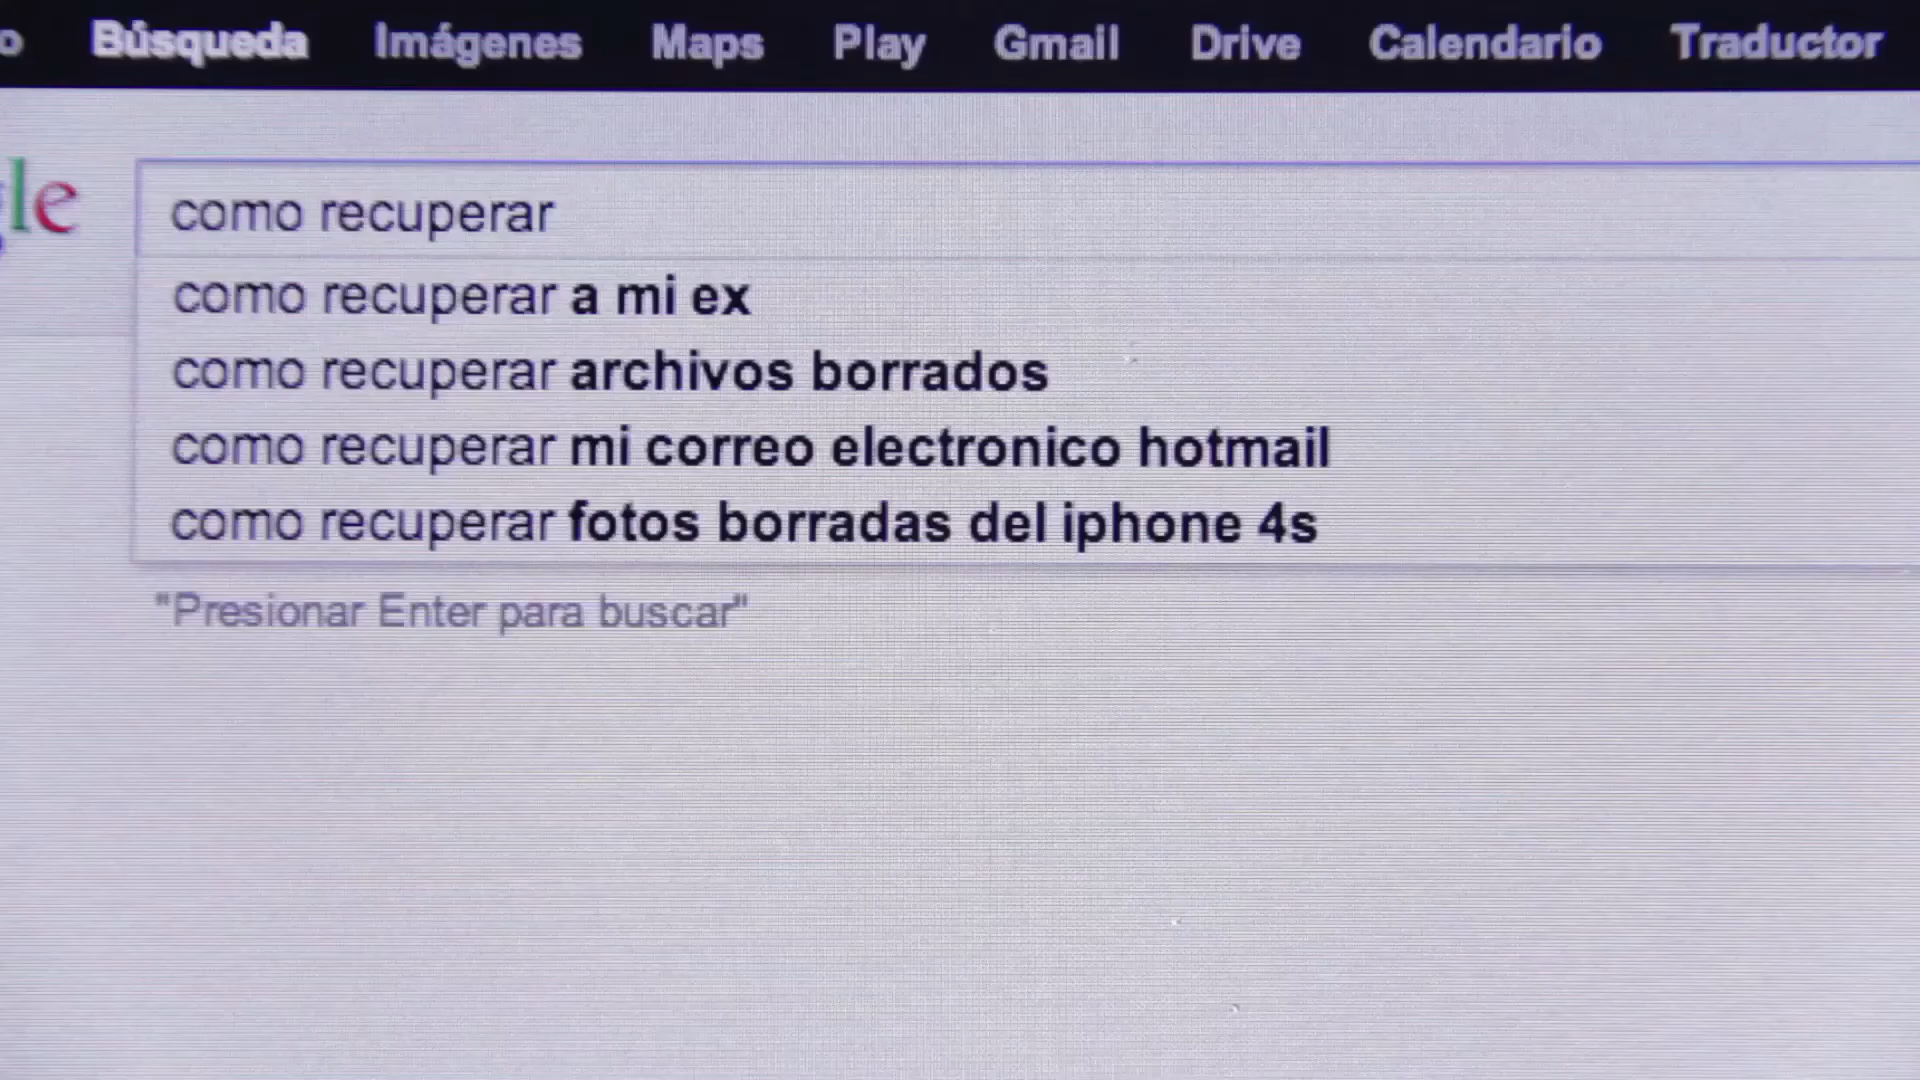 Búsqueda Imágenes Maps Play Gmail Drive Calendario Traductor
como recuperar
como recuperar a mi ex
como recuperar archivos borrados
como recuperar mi correo electronico hotmail
como recuperar fotos borradas del iphone 4s
"Presionar Enter para buscar"